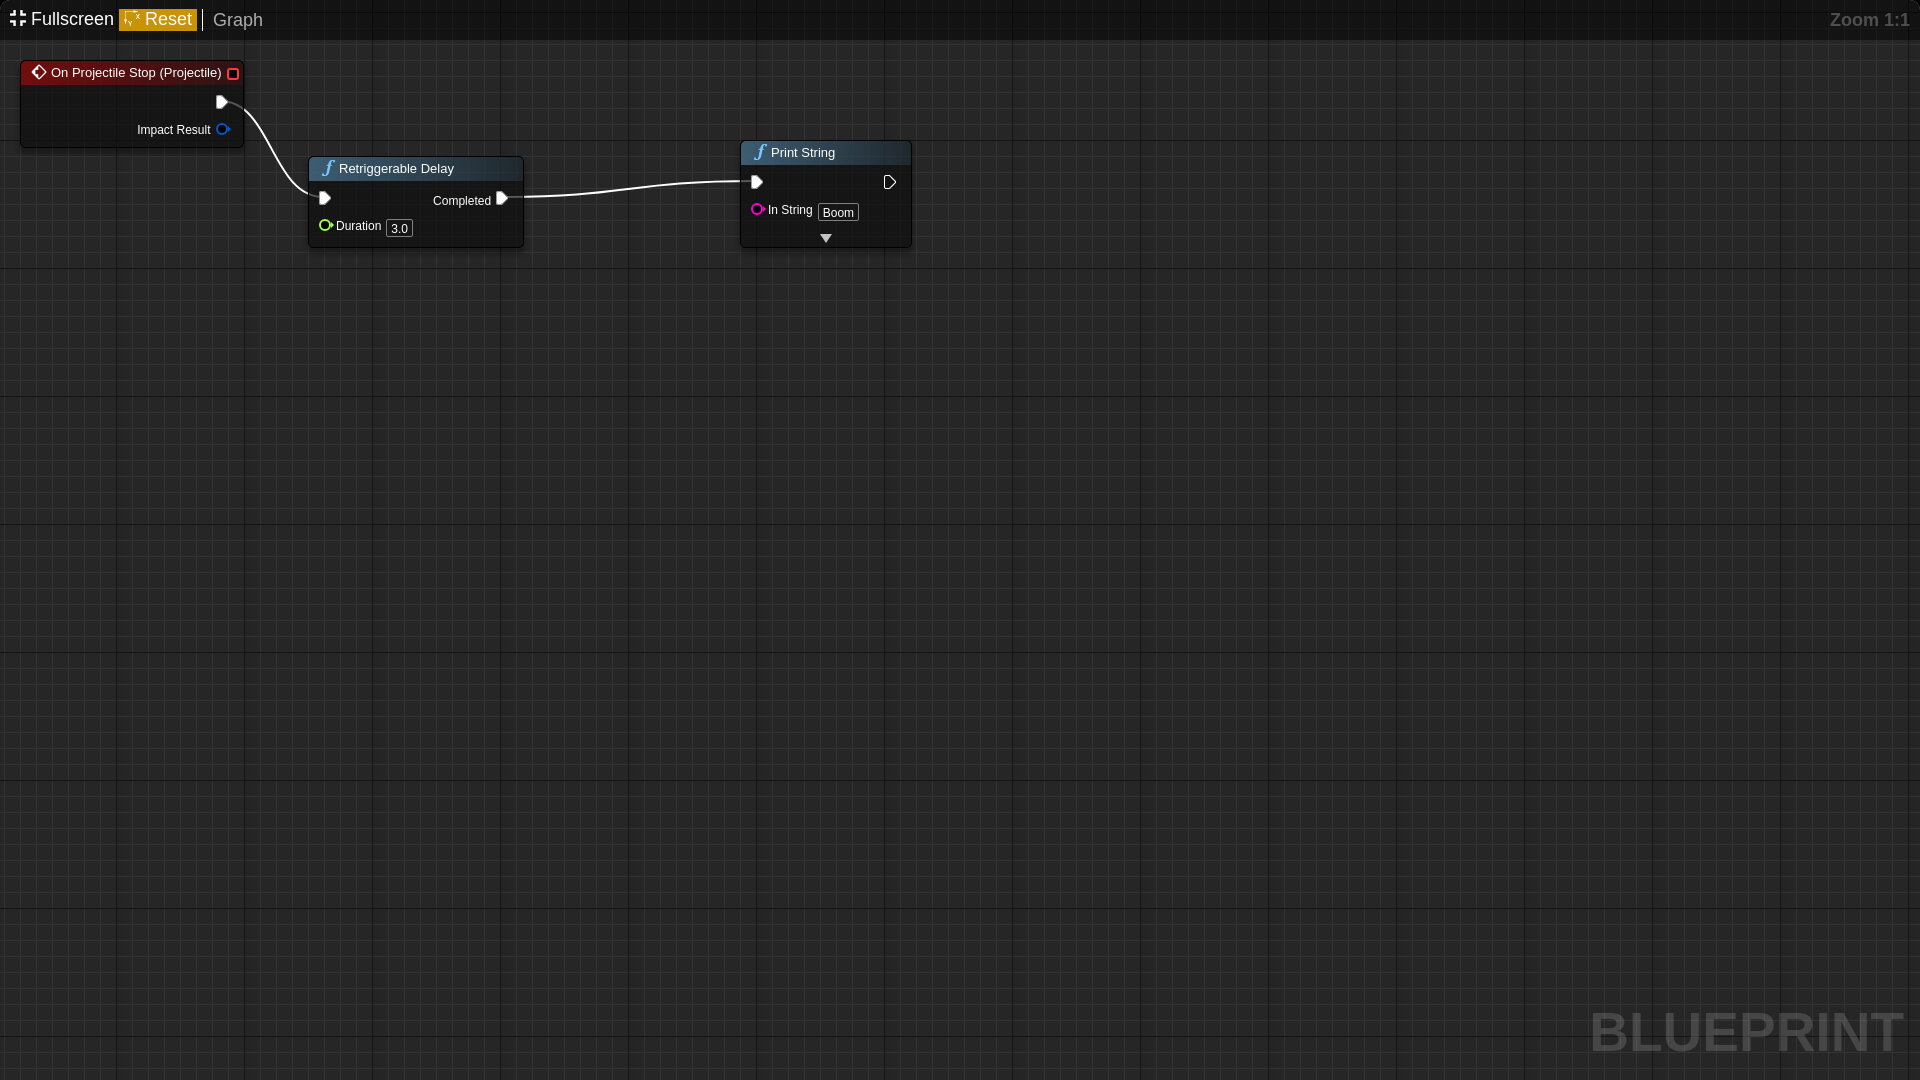 Fullscreen Reset Graph Zoom 1:1
On Projectile Stop (Projectile)
Impact Result
Retriggerable Delay
Completed
Duration 3.0
Print String
In String Boom
BLUEPRINT